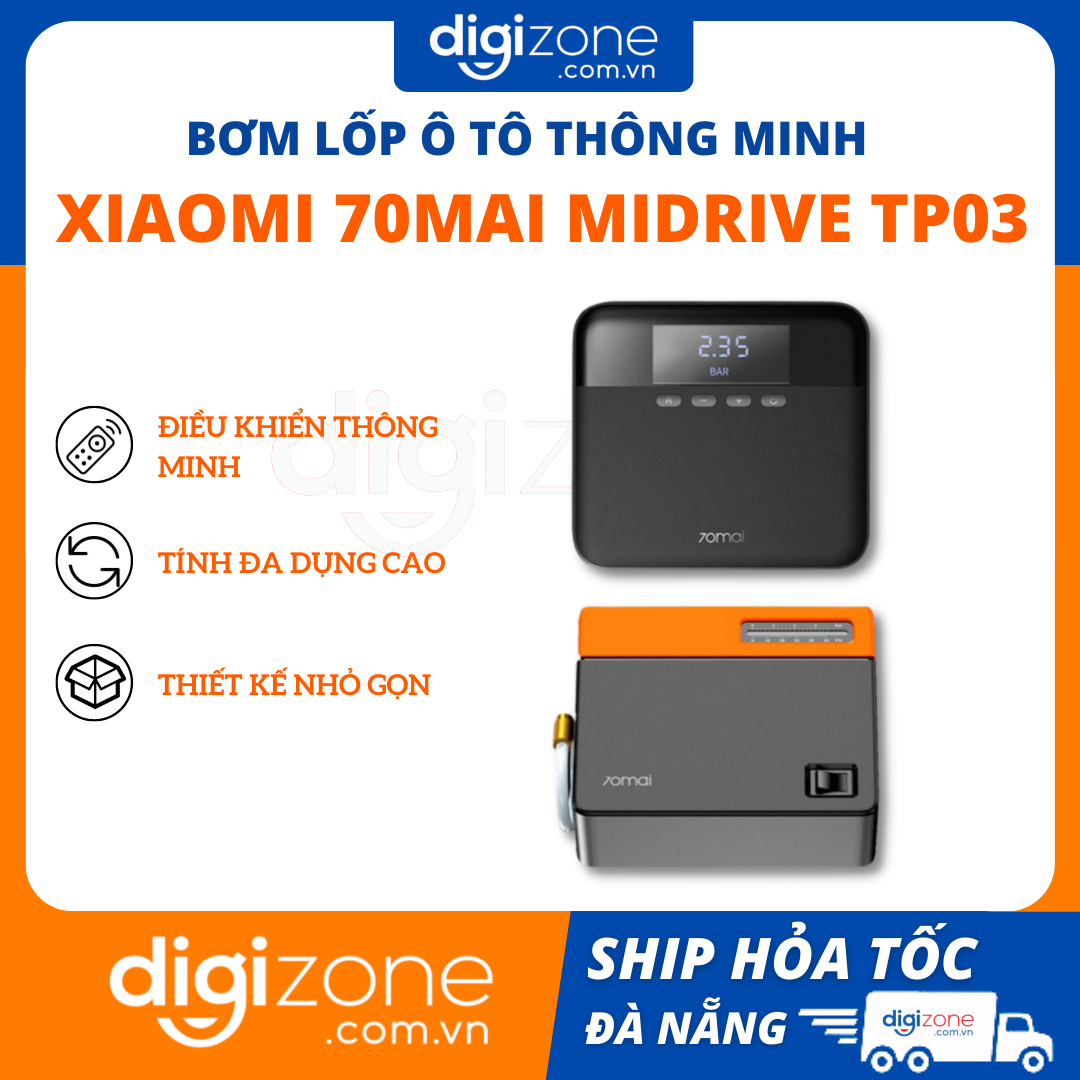 digizone
.com.vn
BƠM LỐP Ô TÔ THÔNG MINH
XIAOMI 70MAI MIDRIVE TP03
2.35
BAR
70mai
ĐIỀU KHIỂN THÔNG
MINH
digizone
TÍNH ĐA DỤNG CAO
THIẾT KẾ NHỎ GỌN
70mai
digizone
.com.vn
SHIP HỎA TỐC
ĐÀ NẴNG
digizone
.com.vn